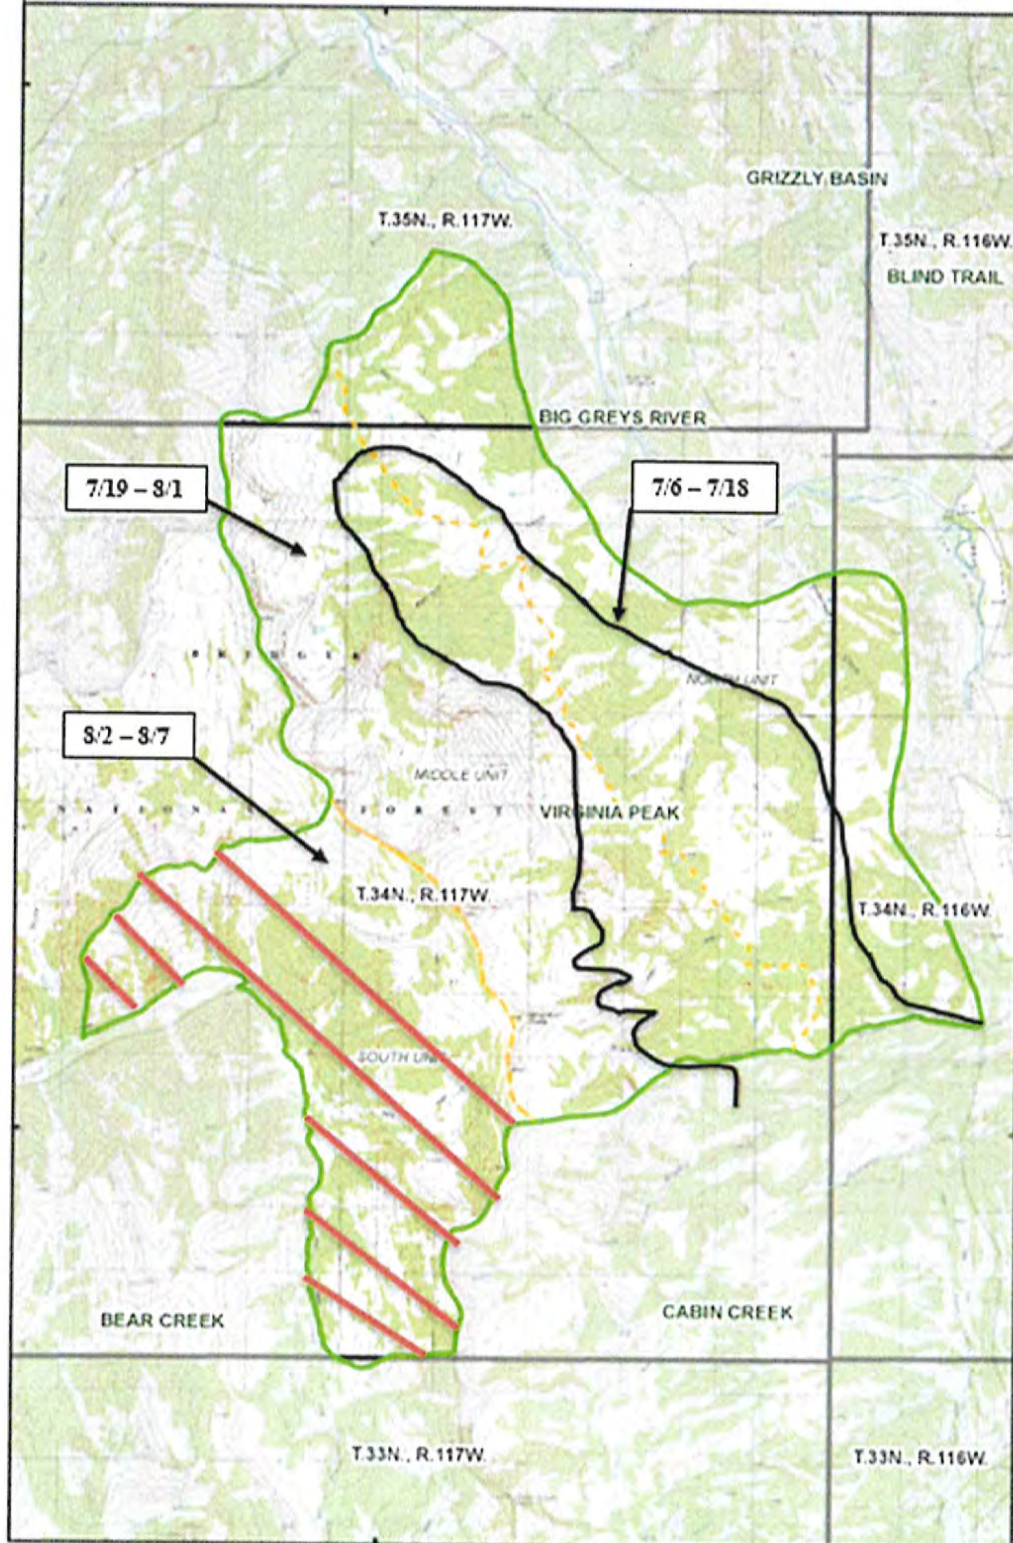 GRIZZLY BASIN
T.35N., R.117W.
T.35N., R.116W.
BLIND TRAIL
BIG GREYS RIVER
7/19 – 8/1
7/6 – 7/18
B R I D G E R
NORTH UNIT
8/2 – 8/7
MIDDLE UNIT
N A T I O N A L F O R E S T
VIRGINIA PEAK
T.34N., R.117W.
T.34N., R.116W.
SOUTH UNIT
BEAR CREEK
CABIN CREEK
T.33N., R.117W.
T.33N., R.116W.